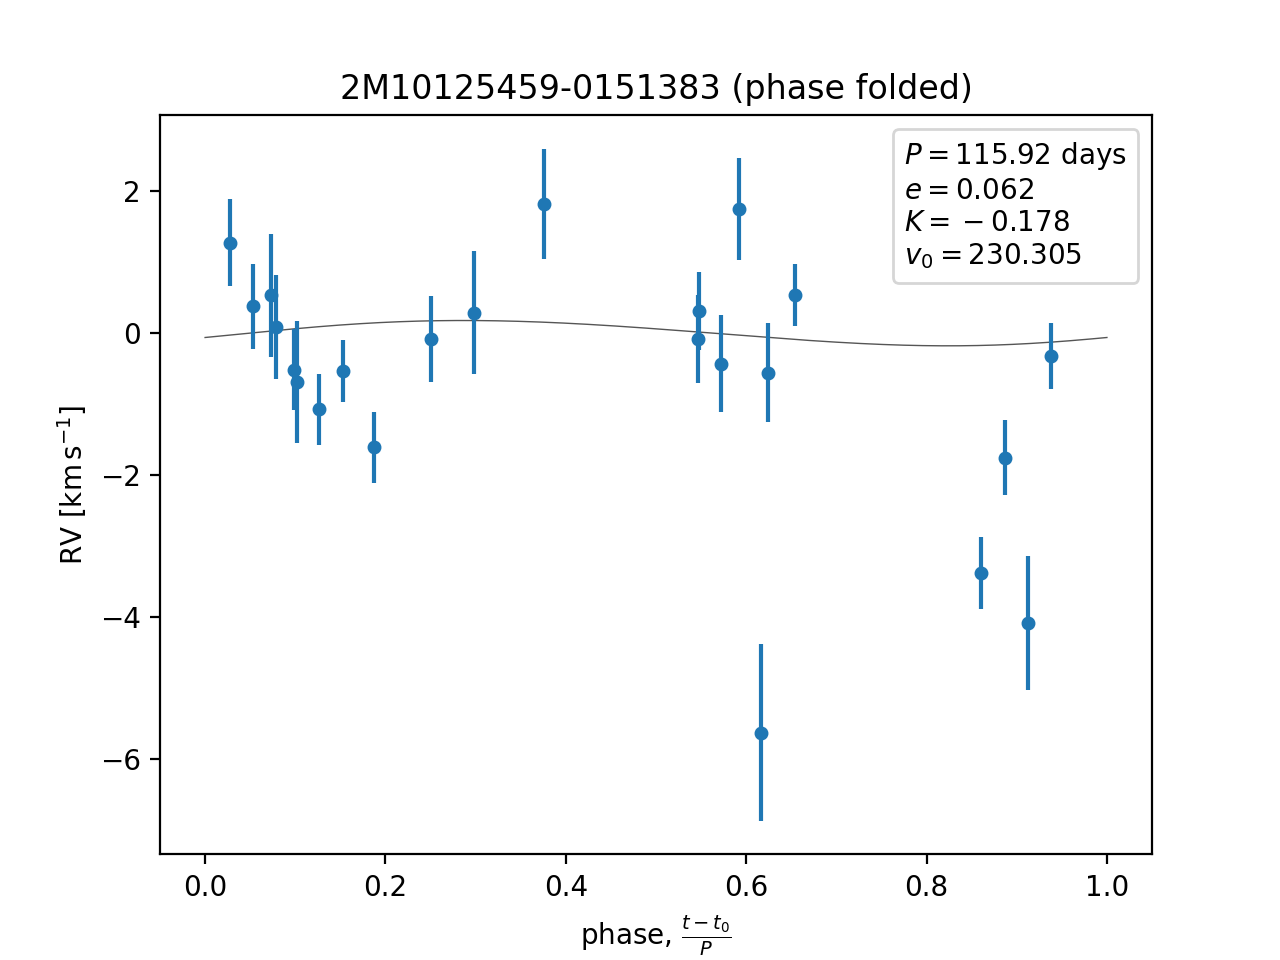 2M10125459-0151383 (phase folded)
P = 115.92 days
e = 0.062
K = −0.178
v₀ = 230.305
RV [km s⁻¹]
2
0
−2
−4
−6
0.0 0.2 0.4 0.6 0.8 1.0
phase, (t − t₀)/P